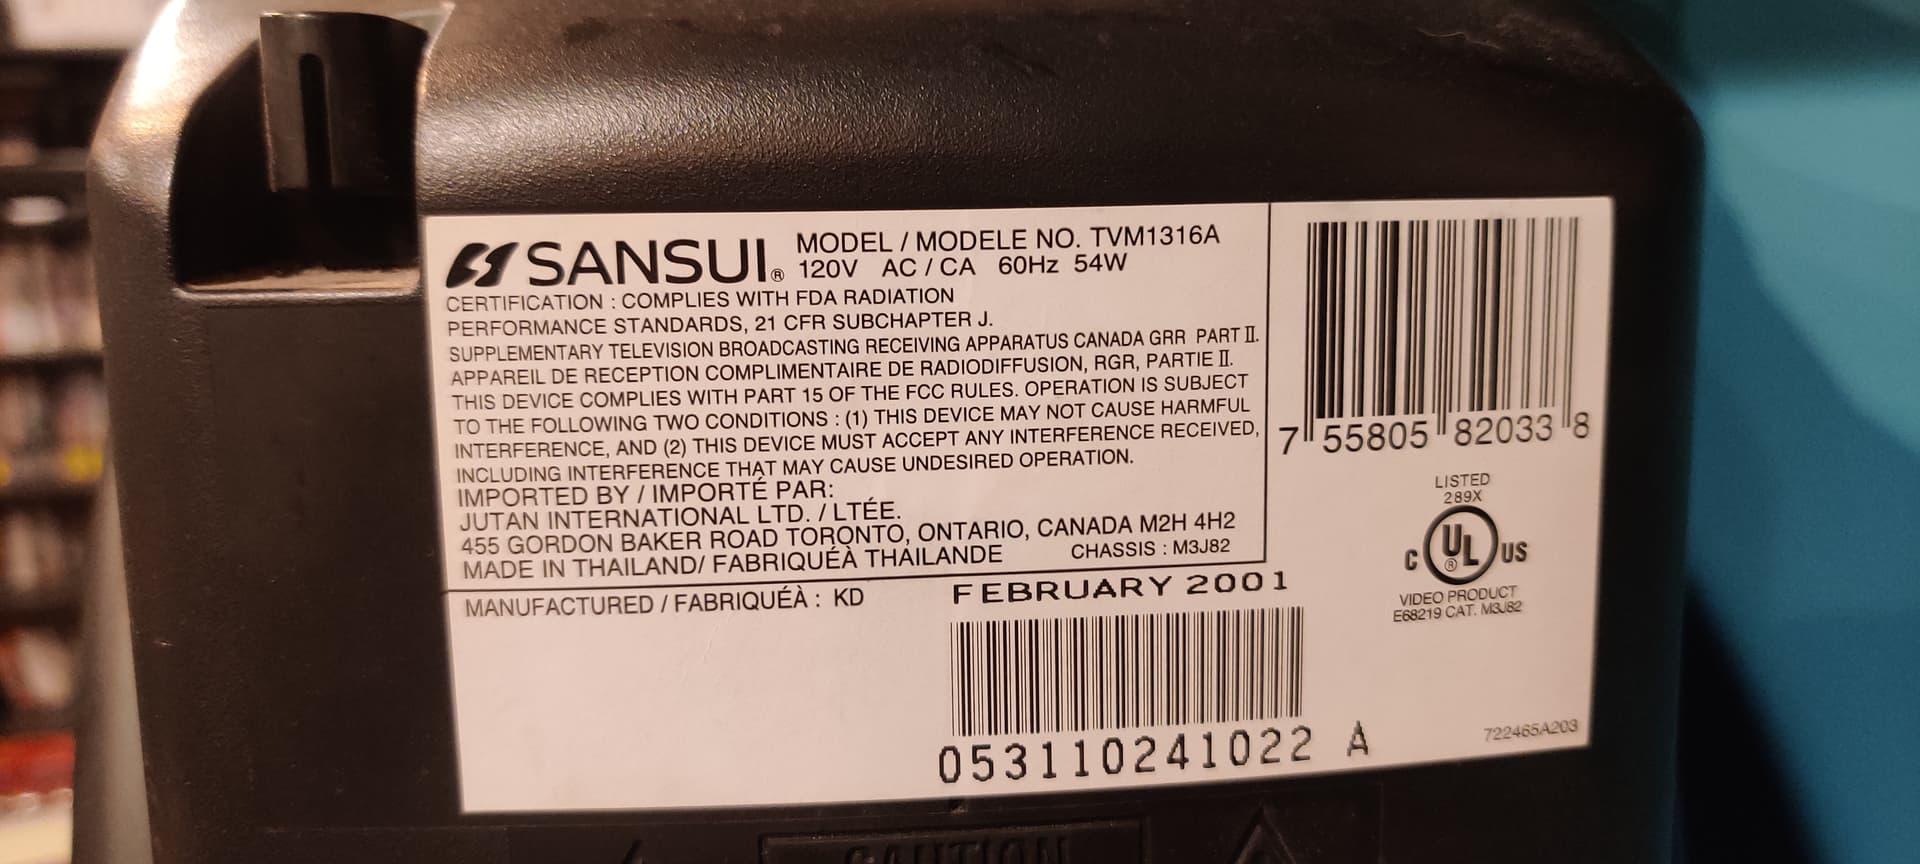 SANSUI® MODEL / MODELE NO. TVM1316A
120V AC / CA 60Hz 54W
CERTIFICATION : COMPLIES WITH FDA RADIATION
PERFORMANCE STANDARDS, 21 CFR SUBCHAPTER J.
SUPPLEMENTARY TELEVISION BROADCASTING RECEIVING APPARATUS CANADA GRR PART II.
APPAREIL DE RECEPTION COMPLIMENTAIRE DE RADIODIFFUSION, RGR, PARTIE II.
THIS DEVICE COMPLIES WITH PART 15 OF THE FCC RULES. OPERATION IS SUBJECT
TO THE FOLLOWING TWO CONDITIONS : (1) THIS DEVICE MAY NOT CAUSE HARMFUL
INTERFERENCE, AND (2) THIS DEVICE MUST ACCEPT ANY INTERFERENCE RECEIVED,
INCLUDING INTERFERENCE THAT MAY CAUSE UNDESIRED OPERATION.
IMPORTED BY / IMPORTÉ PAR:
JUTAN INTERNATIONAL LTD. / LTÉE.
455 GORDON BAKER ROAD TORONTO, ONTARIO, CANADA M2H 4H2
MADE IN THAILAND/ FABRIQUÉÀ THAILANDE CHASSIS : M3J82
MANUFACTURED / FABRIQUÉÀ : KD FEBRUARY 2001
053110241022 A
7 55805 82033 8
LISTED
289X
C UL® US
VIDEO PRODUCT
E68219 CAT. M3J82
722465A203
CAUTION